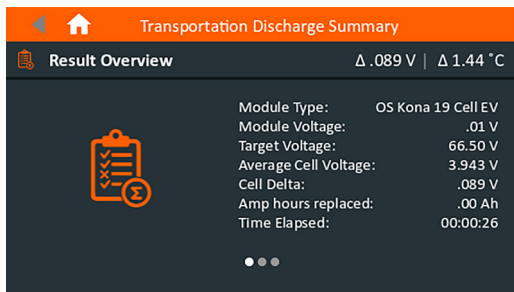 Transportation Discharge Summary
Result Overview Δ .089 V | Δ 1.44 °C
Module Type: OS Kona 19 Cell EV
Module Voltage: .01 V
Target Voltage: 66.50 V
Average Cell Voltage: 3.943 V
Cell Delta: .089 V
Amp hours replaced: .00 Ah
Time Elapsed: 00:00:26
Σ